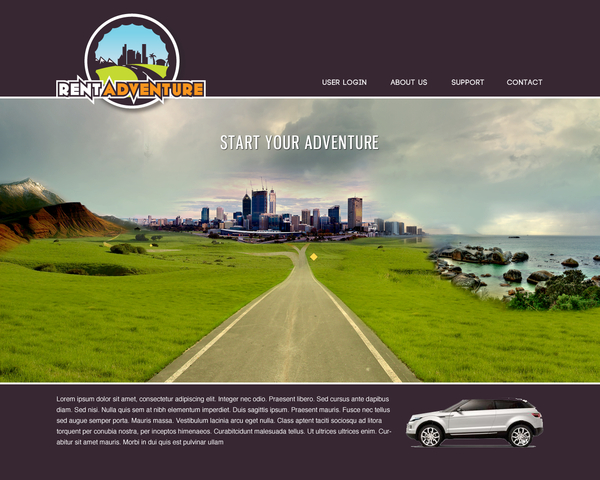 RENTADVENTURE
USER LOGIN ABOUT US SUPPORT CONTACT
START YOUR ADVENTURE
Lorem ipsum dolor sit amet, consectetur adipiscing elit. Integer nec odio. Praesent libero. Sed cursus ante dapibus
diam. Sed nisi. Nulla quis sem at nibh elementum imperdiet. Duis sagittis ipsum. Praesent mauris. Fusce nec tellus
sed augue semper porta. Mauris massa. Vestibulum lacinia arcu eget nulla. Class aptent taciti sociosqu ad litora
torquent per conubia nostra, per inceptos himenaeos. Curabitcidunt malesuada tellus. Ut ultrices ultrices enim. Cur-
abitur sit amet mauris. Morbi in dui quis est pulvinar ullam